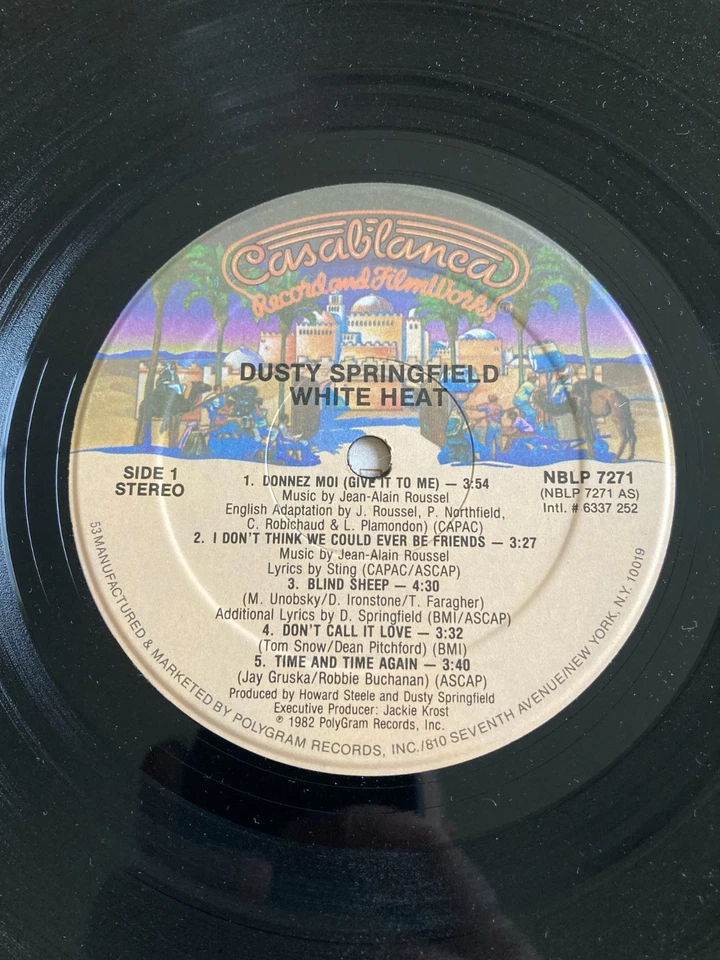 Casablanca
Record and FilmWorks
DUSTY SPRINGFIELD
WHITE HEAT
SIDE 1
STEREO
NBLP 7271
(NBLP 7271 AS)
Intl. # 6337 252
1. DONNEZ MOI (GIVE IT TO ME) — 3:54
Music by Jean-Alain Roussel
English Adaptation by J. Roussel, P. Northfield,
C. Robichaud & L. Plamondon) (CAPAC)
2. I DON'T THINK WE COULD EVER BE FRIENDS — 3:27
Music by Jean-Alain Roussel
Lyrics by Sting (CAPAC/ASCAP)
3. BLIND SHEEP — 4:30
(M. Unobsky/D. Ironstone/T. Faragher)
Additional Lyrics by D. Springfield (BMI/ASCAP)
4. DON'T CALL IT LOVE — 3:32
(Tom Snow/Dean Pitchford) (BMI)
5. TIME AND TIME AGAIN — 3:40
(Jay Gruska/Robbie Buchanan) (ASCAP)
Produced by Howard Steele and Dusty Springfield
Executive Producer: Jackie Krost
℗ 1982 PolyGram Records, Inc.
53 MANUFACTURED & MARKETED BY POLYGRAM RECORDS, INC./810 SEVENTH AVENUE/NEW YORK, N.Y. 10019